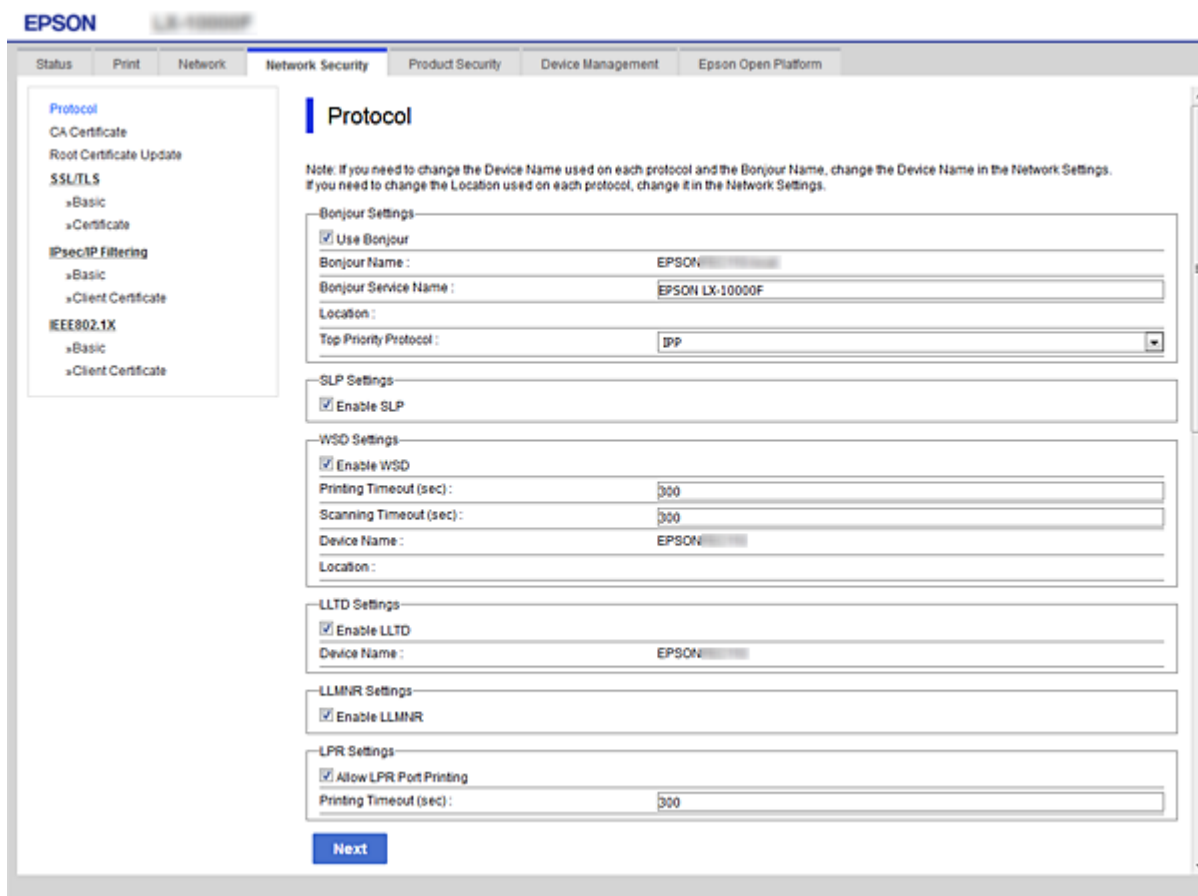 EPSON
Status Print Network Network Security Product Security Device Management Epson Open Platform
Protocol
CA Certificate
Root Certificate Update
SSL/TLS
»Basic
»Certificate
IPsec/IP Filtering
»Basic
»Client Certificate
IEEE802.1X
»Basic
»Client Certificate
Protocol
Note: If you need to change the Device Name used on each protocol and the Bonjour Name, change the Device Name in the Network Settings.
If you need to change the Location used on each protocol, change it in the Network Settings.
Bonjour Settings
Use Bonjour
Bonjour Name : EPSON
Bonjour Service Name : EPSON LX-10000F
Location :
Top Priority Protocol : IPP
SLP Settings
Enable SLP
WSD Settings
Enable WSD
Printing Timeout (sec) : 300
Scanning Timeout (sec) : 300
Device Name : EPSON
Location :
LLTD Settings
Enable LLTD
Device Name : EPSON
LLMNR Settings
Enable LLMNR
LPR Settings
Allow LPR Port Printing
Printing Timeout (sec) : 300
Next